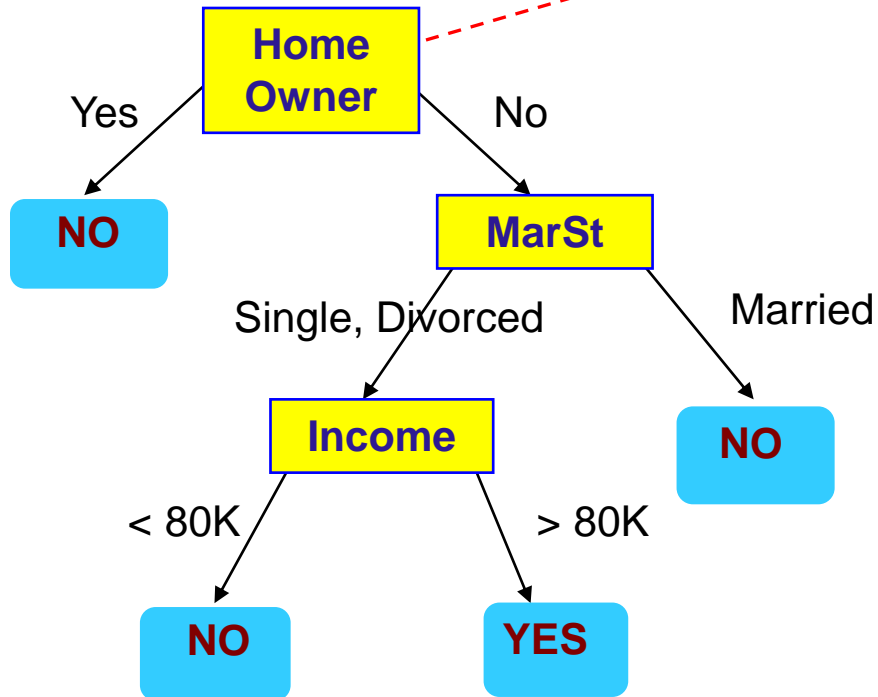 Home
Owner
Yes
No
NO
MarSt
Single, Divorced
Married
Income
NO
< 80K
> 80K
NO
YES